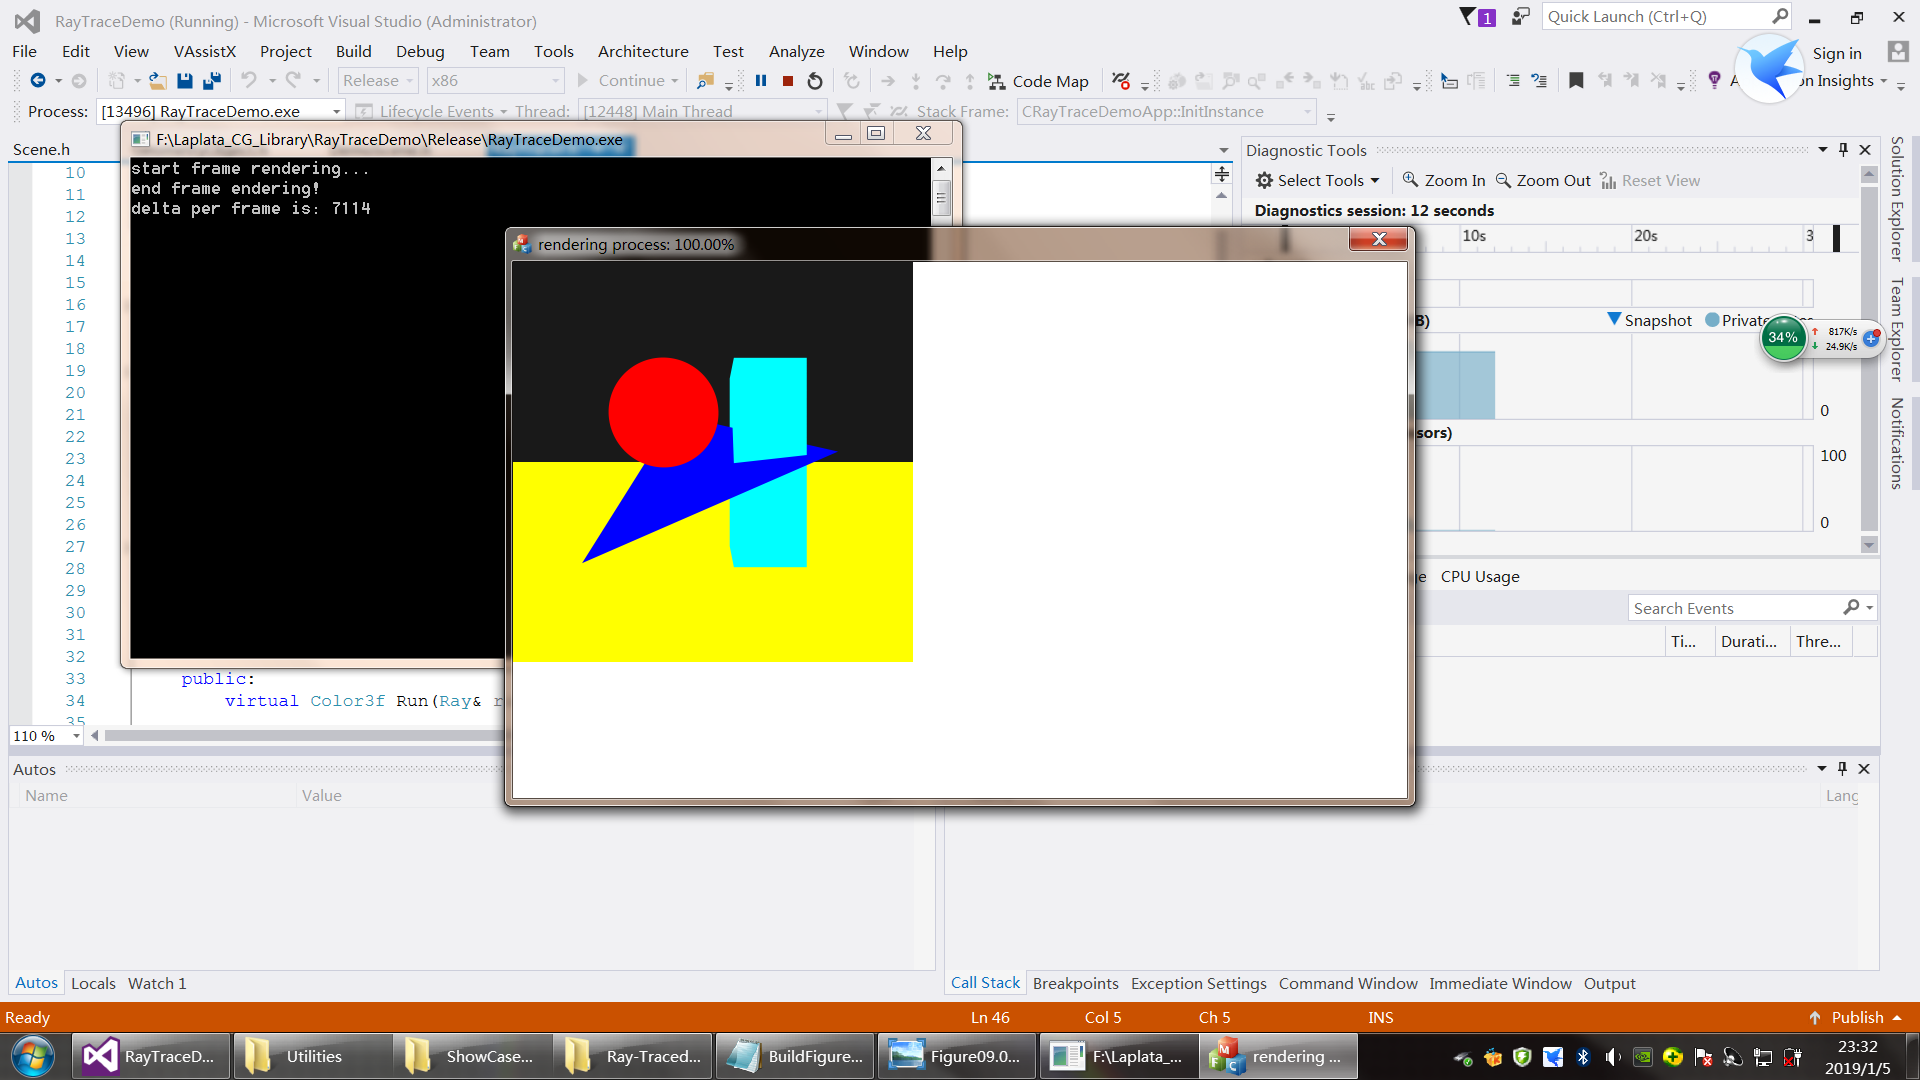 RayTraceDemo (Running) - Microsoft Visual Studio (Administrator)
1
Quick Launch (Ctrl+Q)
File Edit View VAssistX Project Build Debug Team Tools Architecture Test Analyze Window Help
Sign in
Release x86 Continue Code Map
on Insights
Process: [13496] RayTraceDemo.exe Lifecycle Events Thread: [12448] Main Thread Stack Frame: CRayTraceDemoApp::InitInstance
F:\Laplata_CG_Library\RayTraceDemo\Release\RayTraceDemo.exe
Scene.h
start frame rendering...
end frame endering!
delta per frame is: 7114
rendering process: 100.00%
10
11
12
13
14
15
16
17
18
19
20
21
22
23
24
25
26
27
28
29
30
31
32
33 public:
34 virtual Color3f Run(Ray& r
35
110 %
Diagnostic Tools
Select Tools Zoom In Zoom Out Reset View
Diagnostics session: 12 seconds
10s 20s 3
B) Snapshot Private
34% 817K/s
24.9K/s
0
sors)
100
0
e CPU Usage
Search Events
Ti... Durati... Thre...
Solution Explorer
Team Explorer
Notifications
Autos
Name Value
Lang
Autos Locals Watch 1
Call Stack Breakpoints Exception Settings Command Window Immediate Window Output
Ready Ln 46 Col 5 Ch 5 INS Publish
RayTraceD... Utilities ShowCase... Ray-Traced... BuildFigure... Figure09.0... F:\Laplata_... rendering ...
23:32
2019/1/5